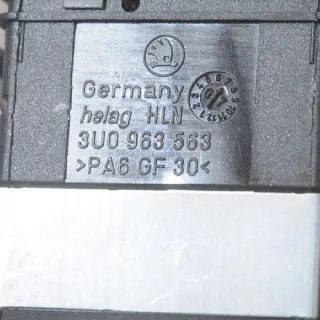 Germany
helag HLN
3U0 963 563
>PA6 GF 30<